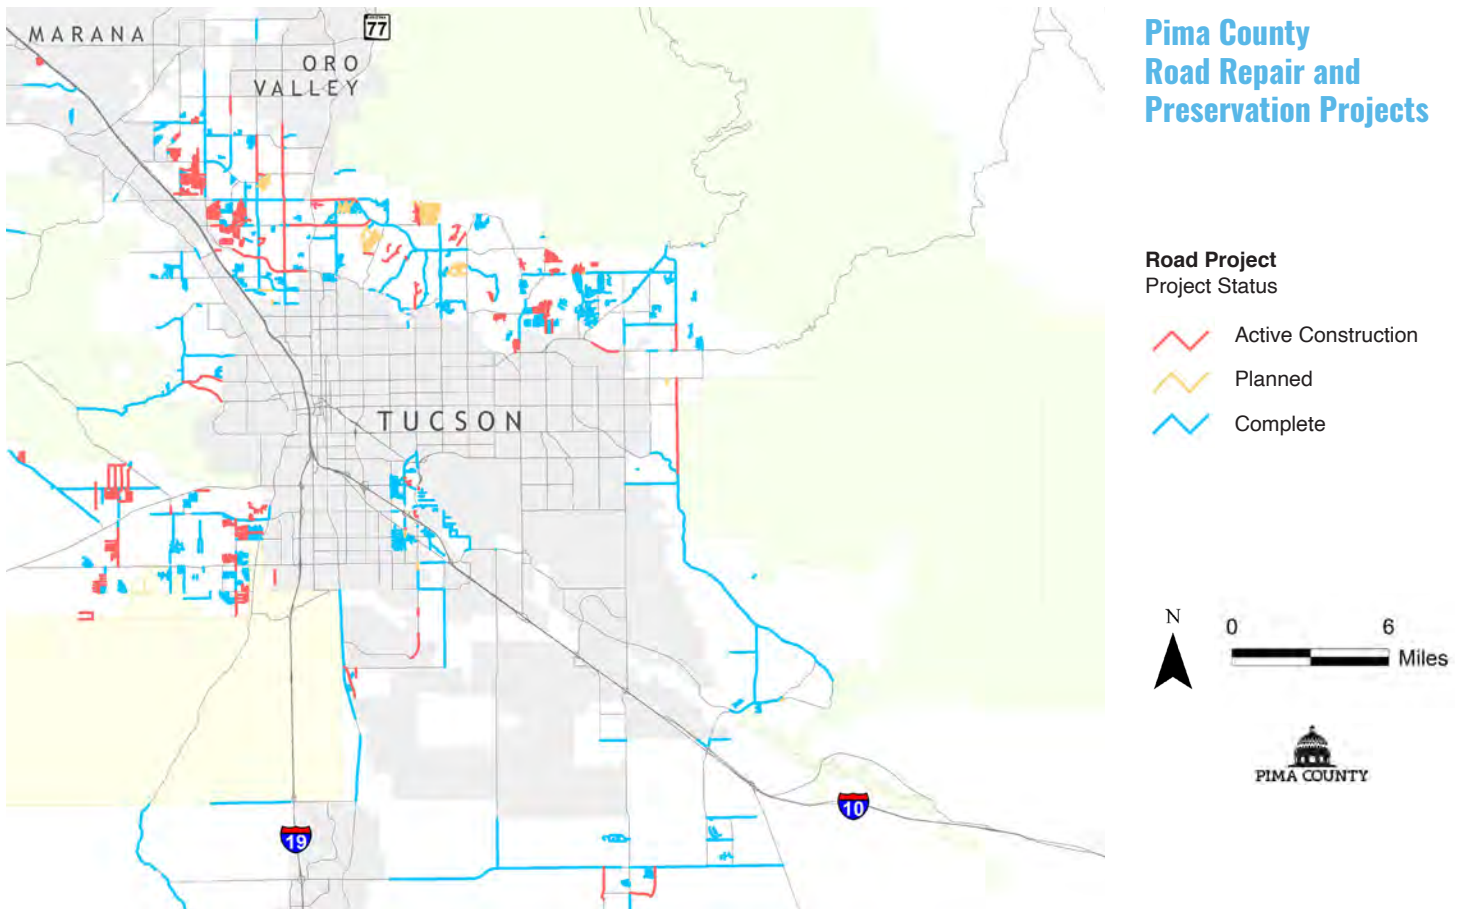 MARANA
77
ORO
VALLEY
TUCSON
19
10
Pima County
Road Repair and
Preservation Projects
Road Project
Project Status
Active Construction
Planned
Complete
N
0 6
Miles
PIMA COUNTY